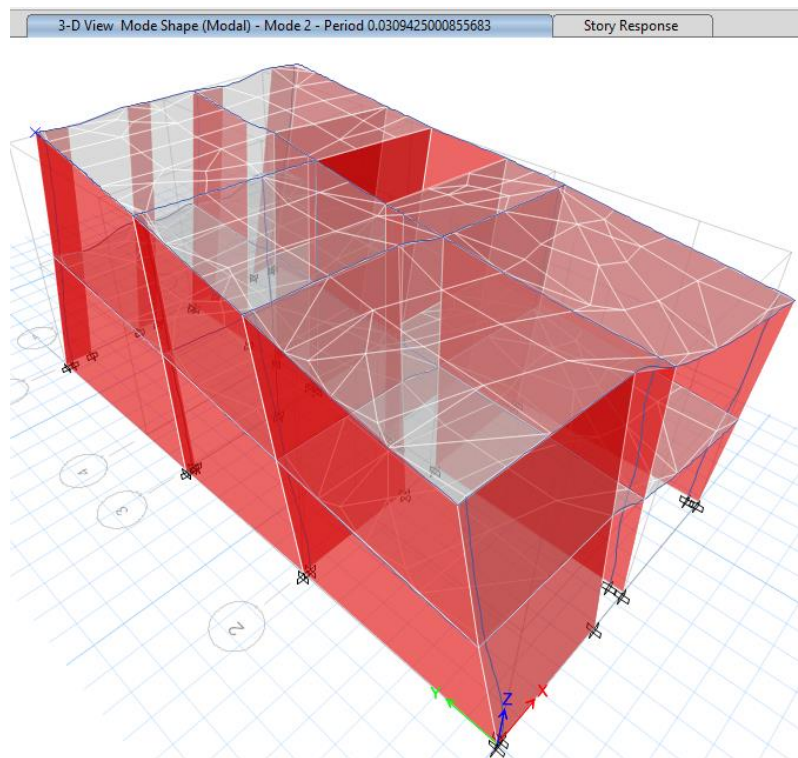 3-D View Mode Shape (Modal) - Mode 2 - Period 0.0309425000855683
Story Response
4
3
2
Y
Z
X